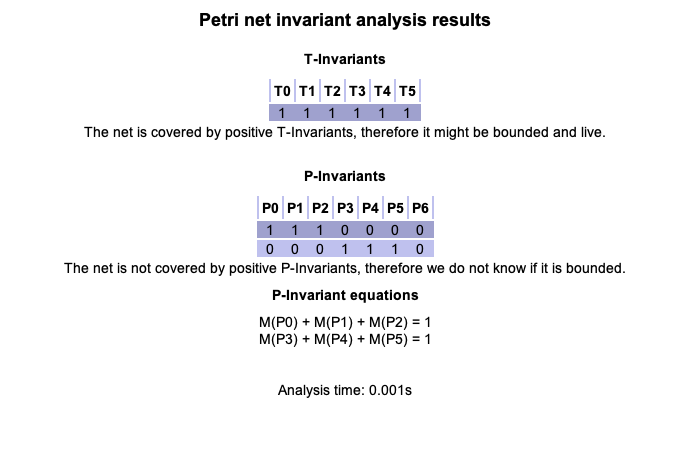 Petri net invariant analysis results
T-Invariants
T0 T1 T2 T3 T4 T5
1 1 1 1 1 1
The net is covered by positive T-Invariants, therefore it might be bounded and live.
P-Invariants
P0 P1 P2 P3 P4 P5 P6
1 1 1 0 0 0 0
0 0 0 1 1 1 0
The net is not covered by positive P-Invariants, therefore we do not know if it is bounded.
P-Invariant equations
M(P0) + M(P1) + M(P2) = 1
M(P3) + M(P4) + M(P5) = 1
Analysis time: 0.001s